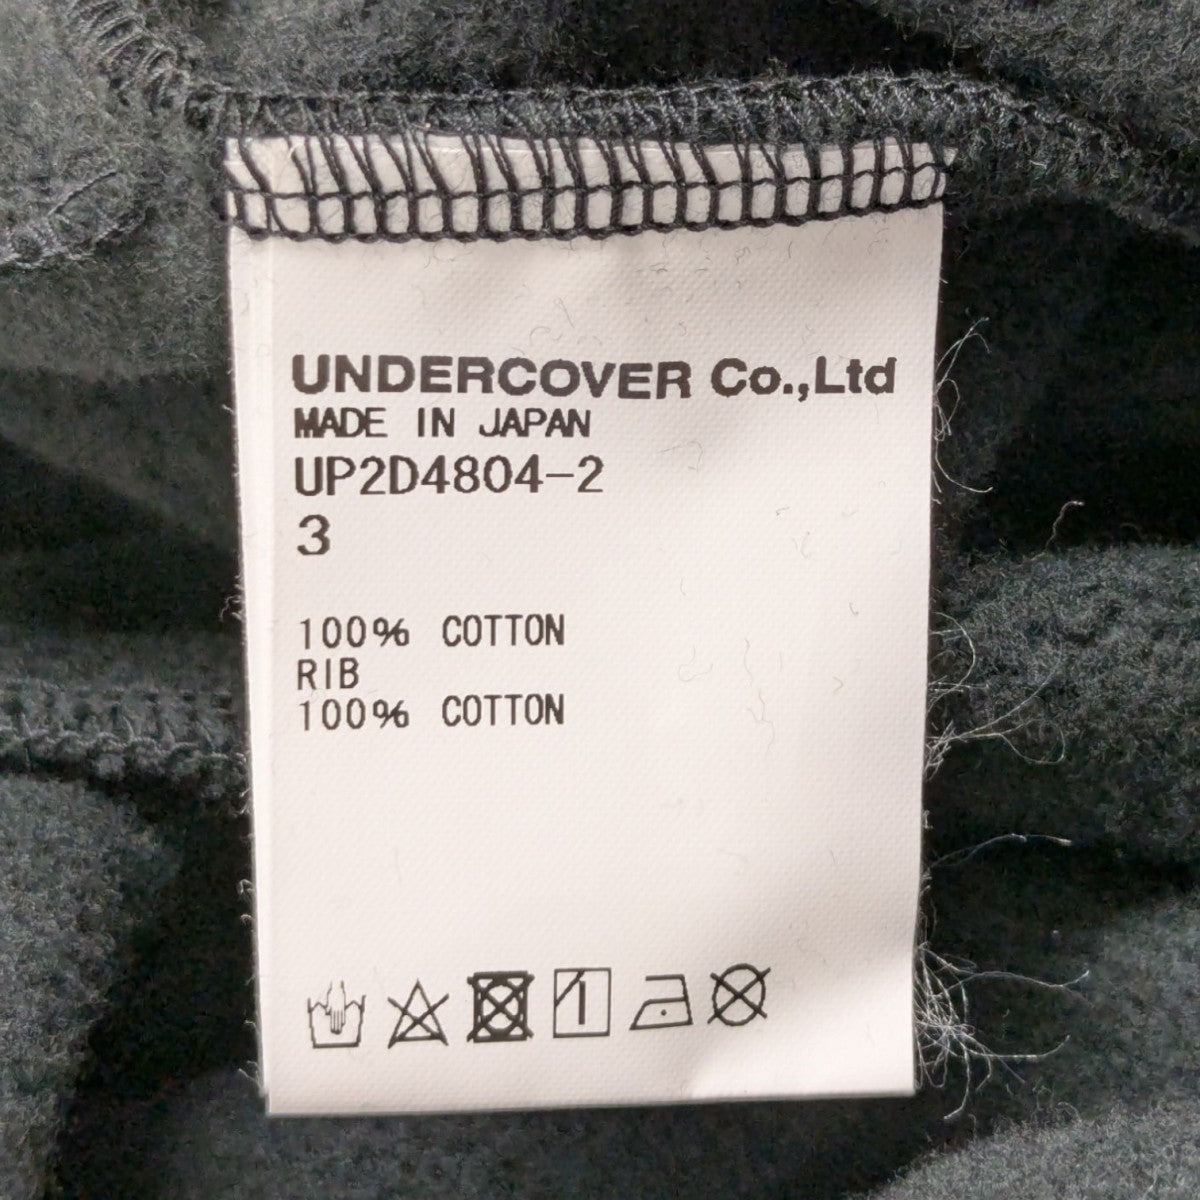 UNDERCOVER Co.,Ltd
MADE IN JAPAN
UP2D4804-2
3
100% COTTON
RIB
100% COTTON